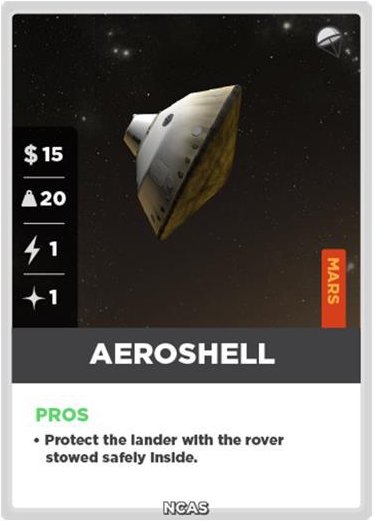 $ 15
20
1
1
MARS
AEROSHELL
PROS
• Protect the lander with the rover
stowed safely inside.
NCAS